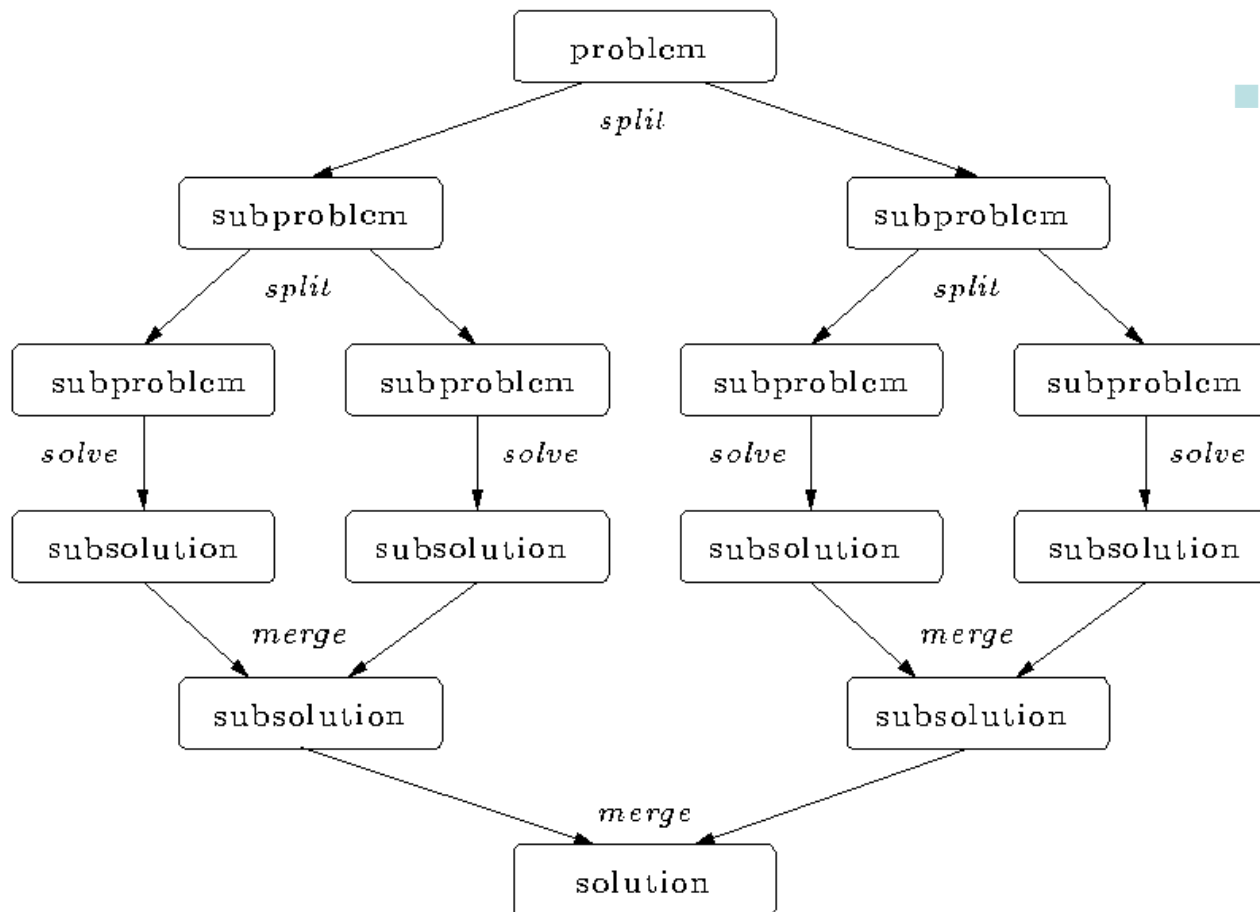 problem
split
subproblem subproblem
split split
subproblem subproblem subproblem subproblem
solve solve solve solve
subsolution subsolution subsolution subsolution
merge merge
subsolution subsolution
merge
solution